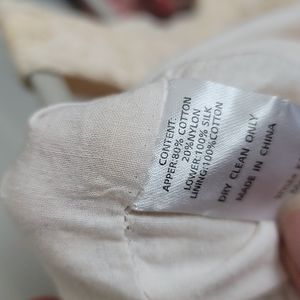 CONTENT:
APPER:80% COTTON
20%NYLON
LOWER:100% SILK
LINING:100%COTTON
DRY CLEAN ONLY
MADE IN CHINA